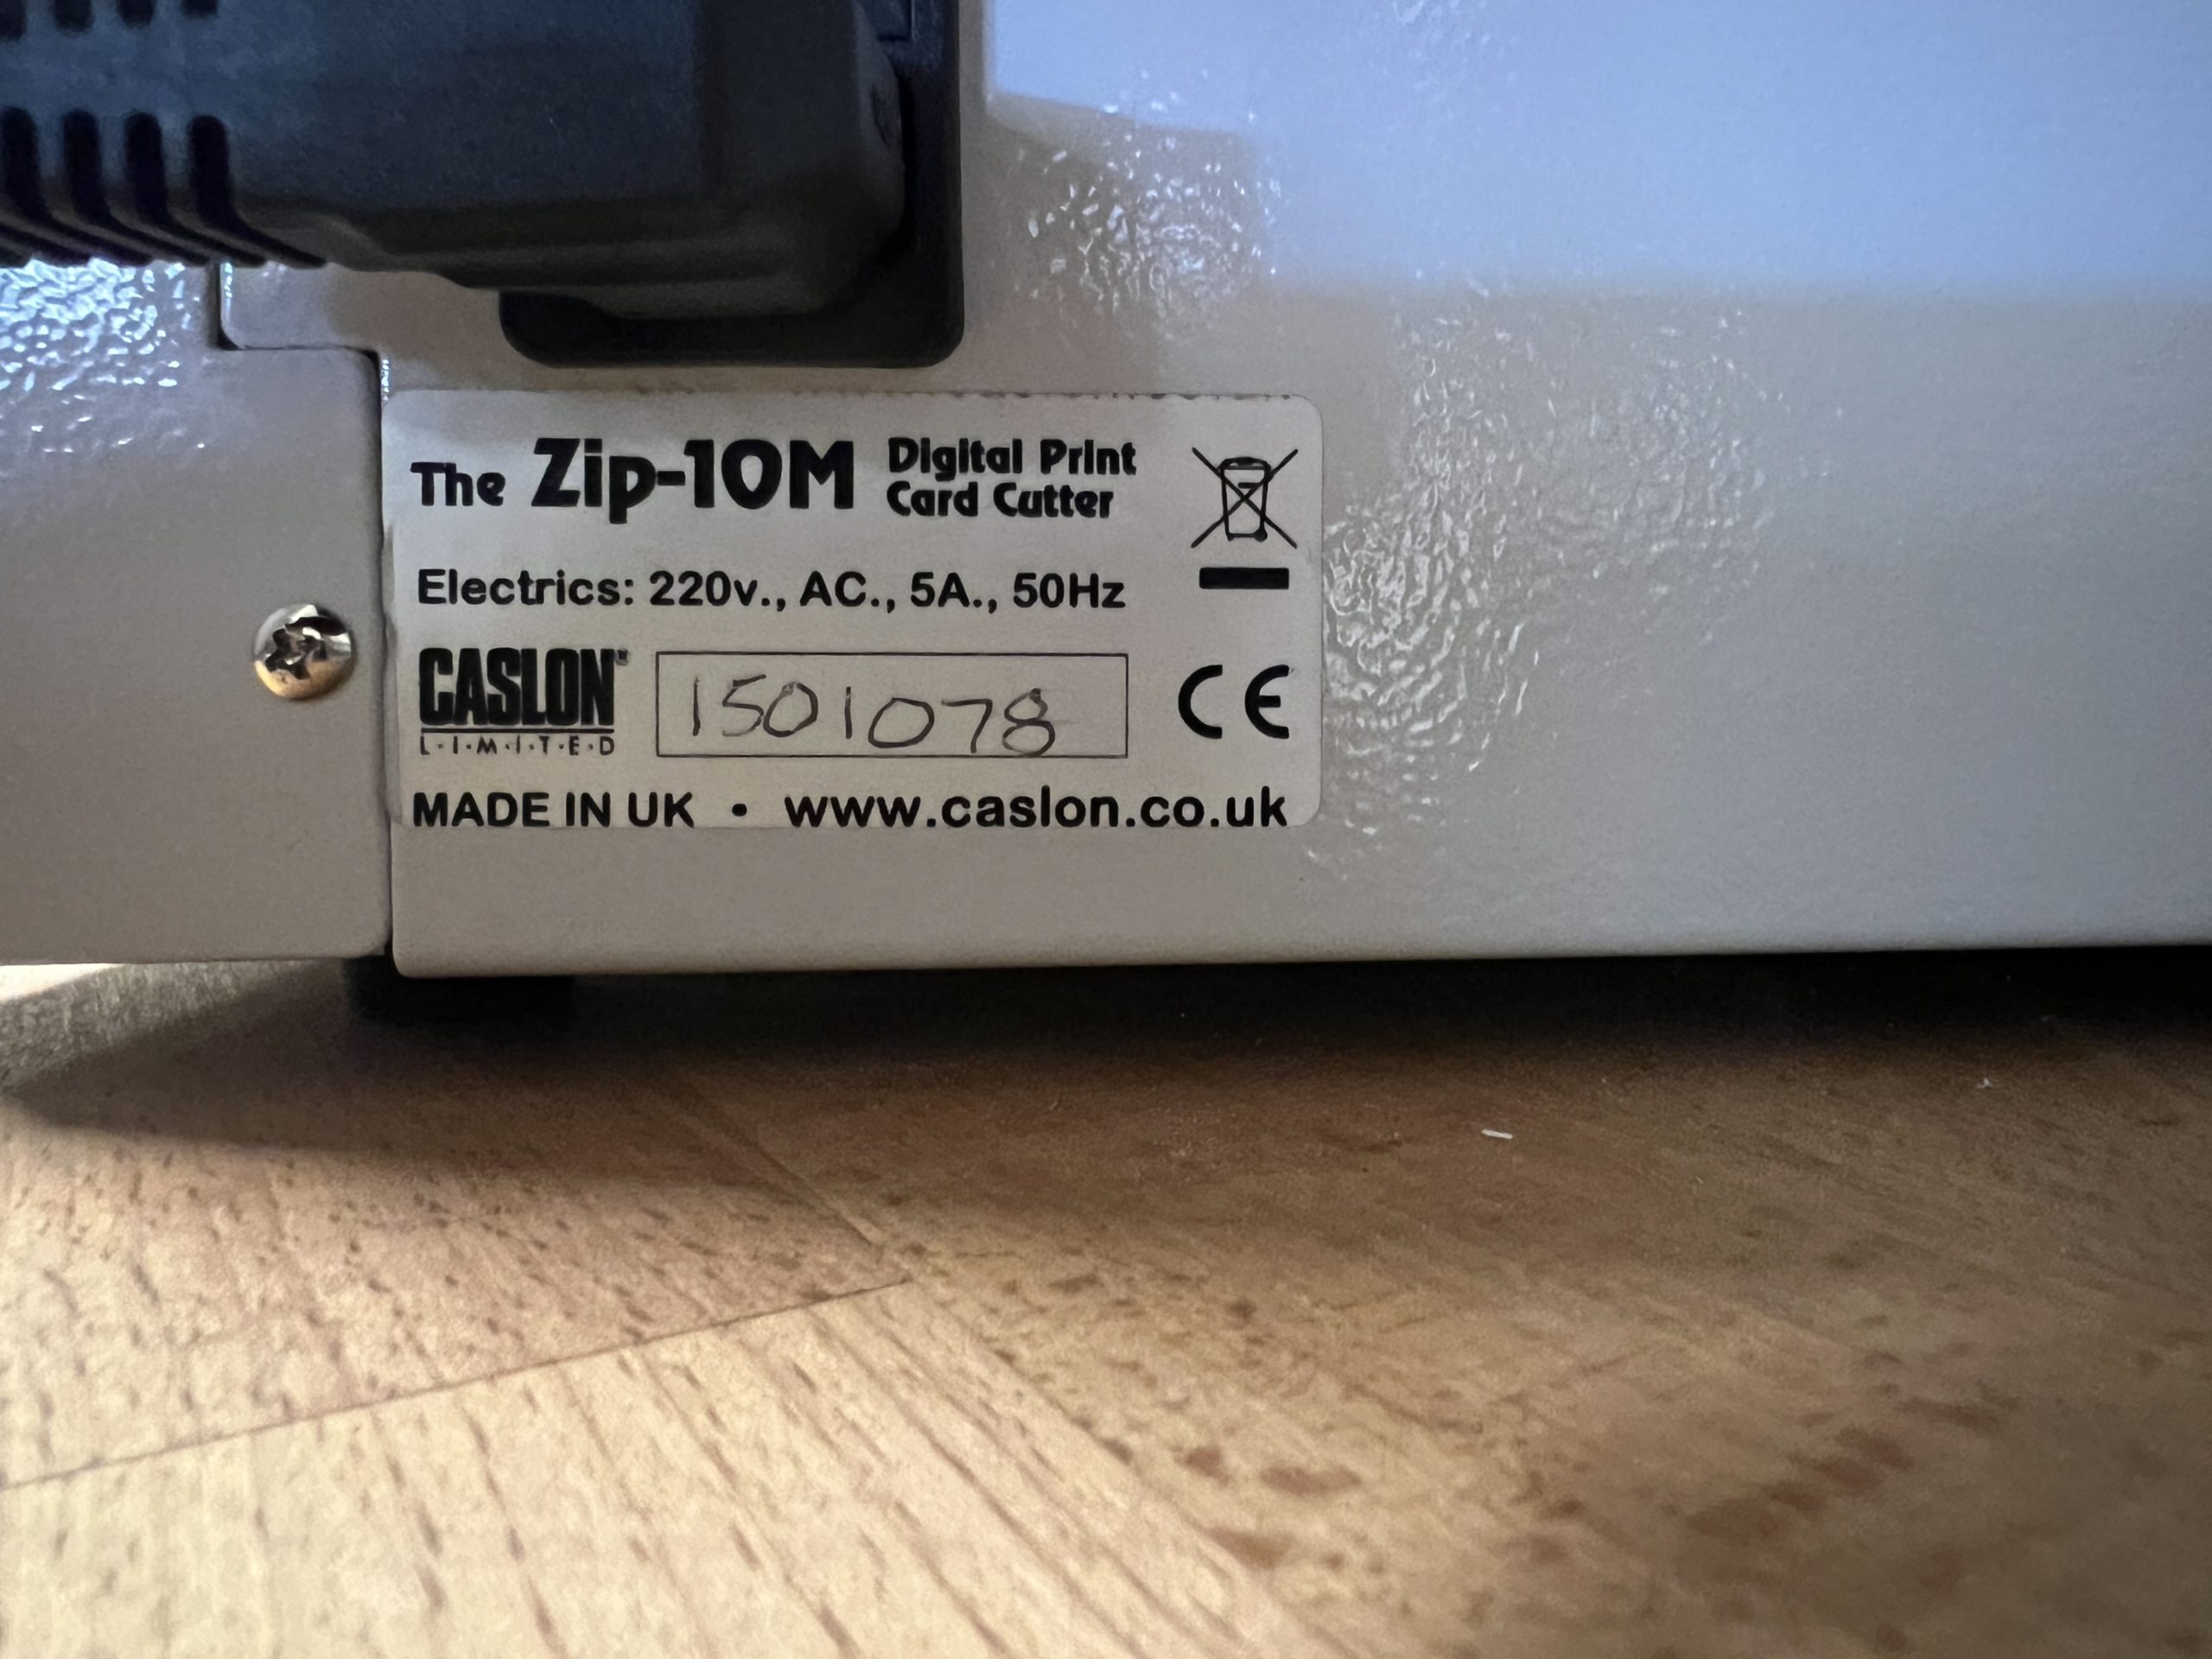 The Zip-10M Digital Print Card Cutter
Electrics: 220v., AC., 5A., 50Hz
CASLON
L·I·M·I·T·E·D
1501078
CE
MADE IN UK • www.caslon.co.uk